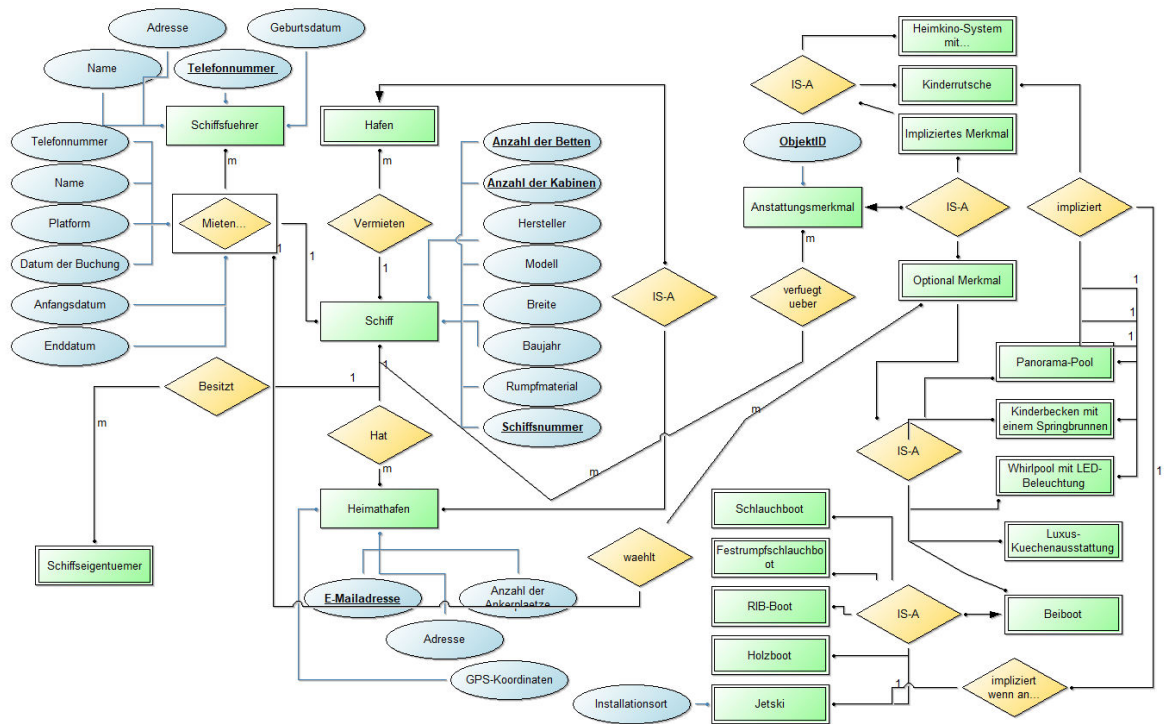 Adresse
Geburtsdatum
Name
Telefonnummer
Schiffsfuehrer
Hafen
Heimkino-System
mit...
IS-A
Kinderrutsche
Impliziertes Merkmal
ObjektID
Telefonnummer
Name
Platform
Datum der Buchung
Anfangsdatum
Enddatum
m
Mieten...
1
1
m
Vermieten
1
Anzahl der Betten
Anzahl der Kabinen
Hersteller
Modell
Breite
Baujahr
Rumpfmaterial
Schiffsnummer
Schiff
1
IS-A
Anstattungsmerkmal
m
verfuegt
ueber
IS-A
Optional Merkmal
impliziert
1
1
1
1
Besitzt
1
m
Hat
m
Heimathafen
Schiffseigentuemer
E-Mailadresse
Anzahl der
Ankerplaetze
Adresse
GPS-Koordinaten
m
m
waehlt
Panorama-Pool
Kinderbecken mit
einem Springbrunnen
IS-A
Whirlpool mit LED-
Beleuchtung
Luxus-
Kuechenausstattung
Schlauchboot
Festrumpfschlauchbo
ot
RIB-Boot
IS-A
Beiboot
Holzboot
Installationsort
Jetski
1
impliziert
wenn an...